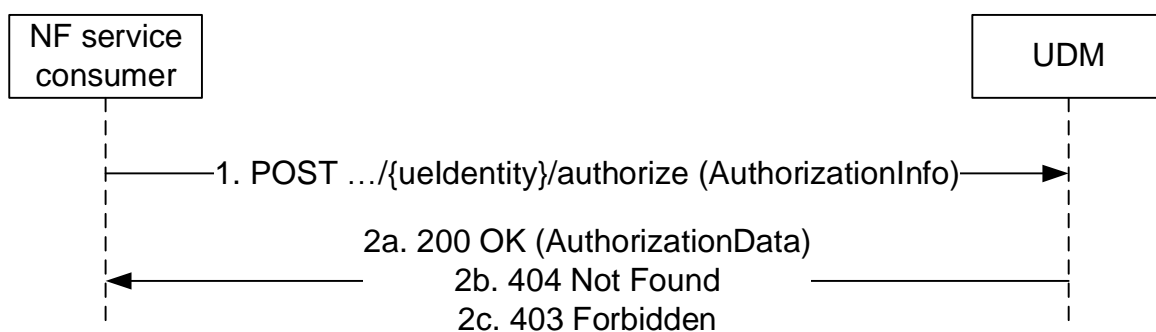 NF service
consumer
UDM
1. POST …/{ueIdentity}/authorize (AuthorizationInfo)
2a. 200 OK (AuthorizationData)
2b. 404 Not Found
2c. 403 Forbidden